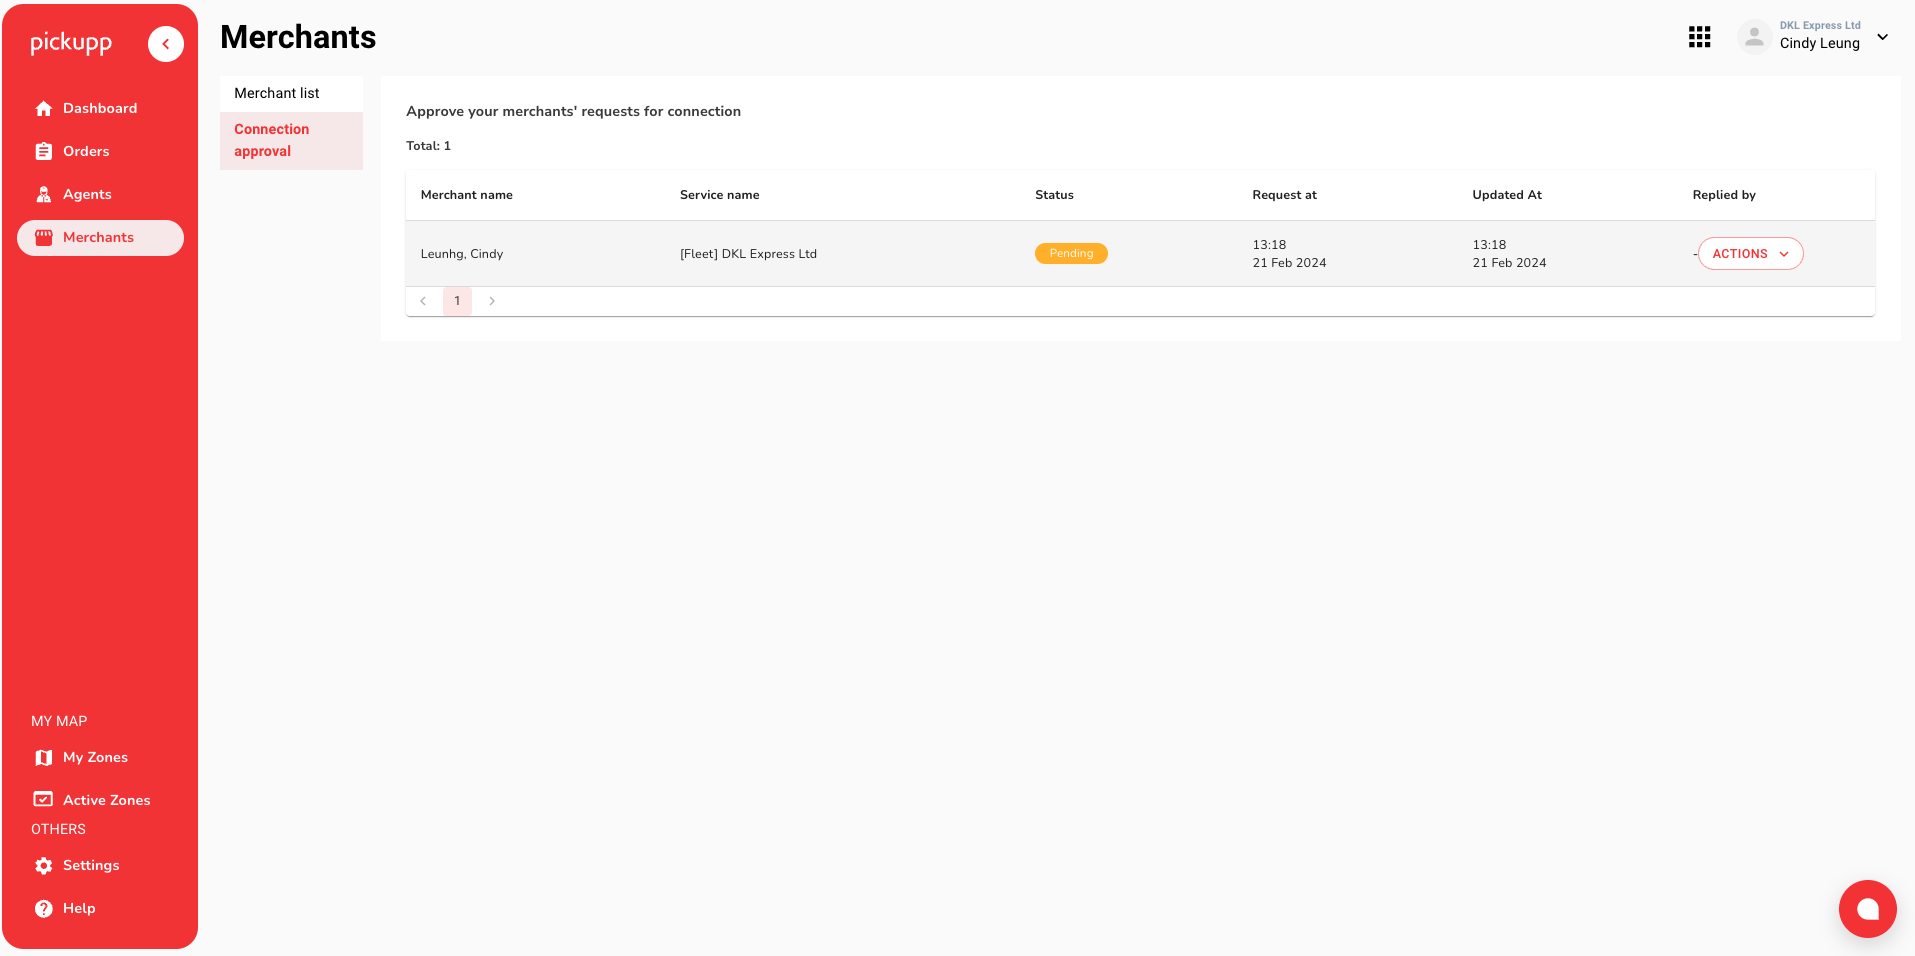 pickupp
Merchants
DKL Express Ltd
Cindy Leung
Dashboard
Orders
Agents
Merchants
MY MAP
My Zones
Active Zones
OTHERS
Settings
Help
Merchant list
Connection
approval
Approve your merchants' requests for connection
Total: 1
Merchant name Service name Status Request at Updated At Replied by
Leunhg, Cindy [Fleet] DKL Express Ltd Pending 13:18 13:18 - ACTIONS
21 Feb 2024 21 Feb 2024
1